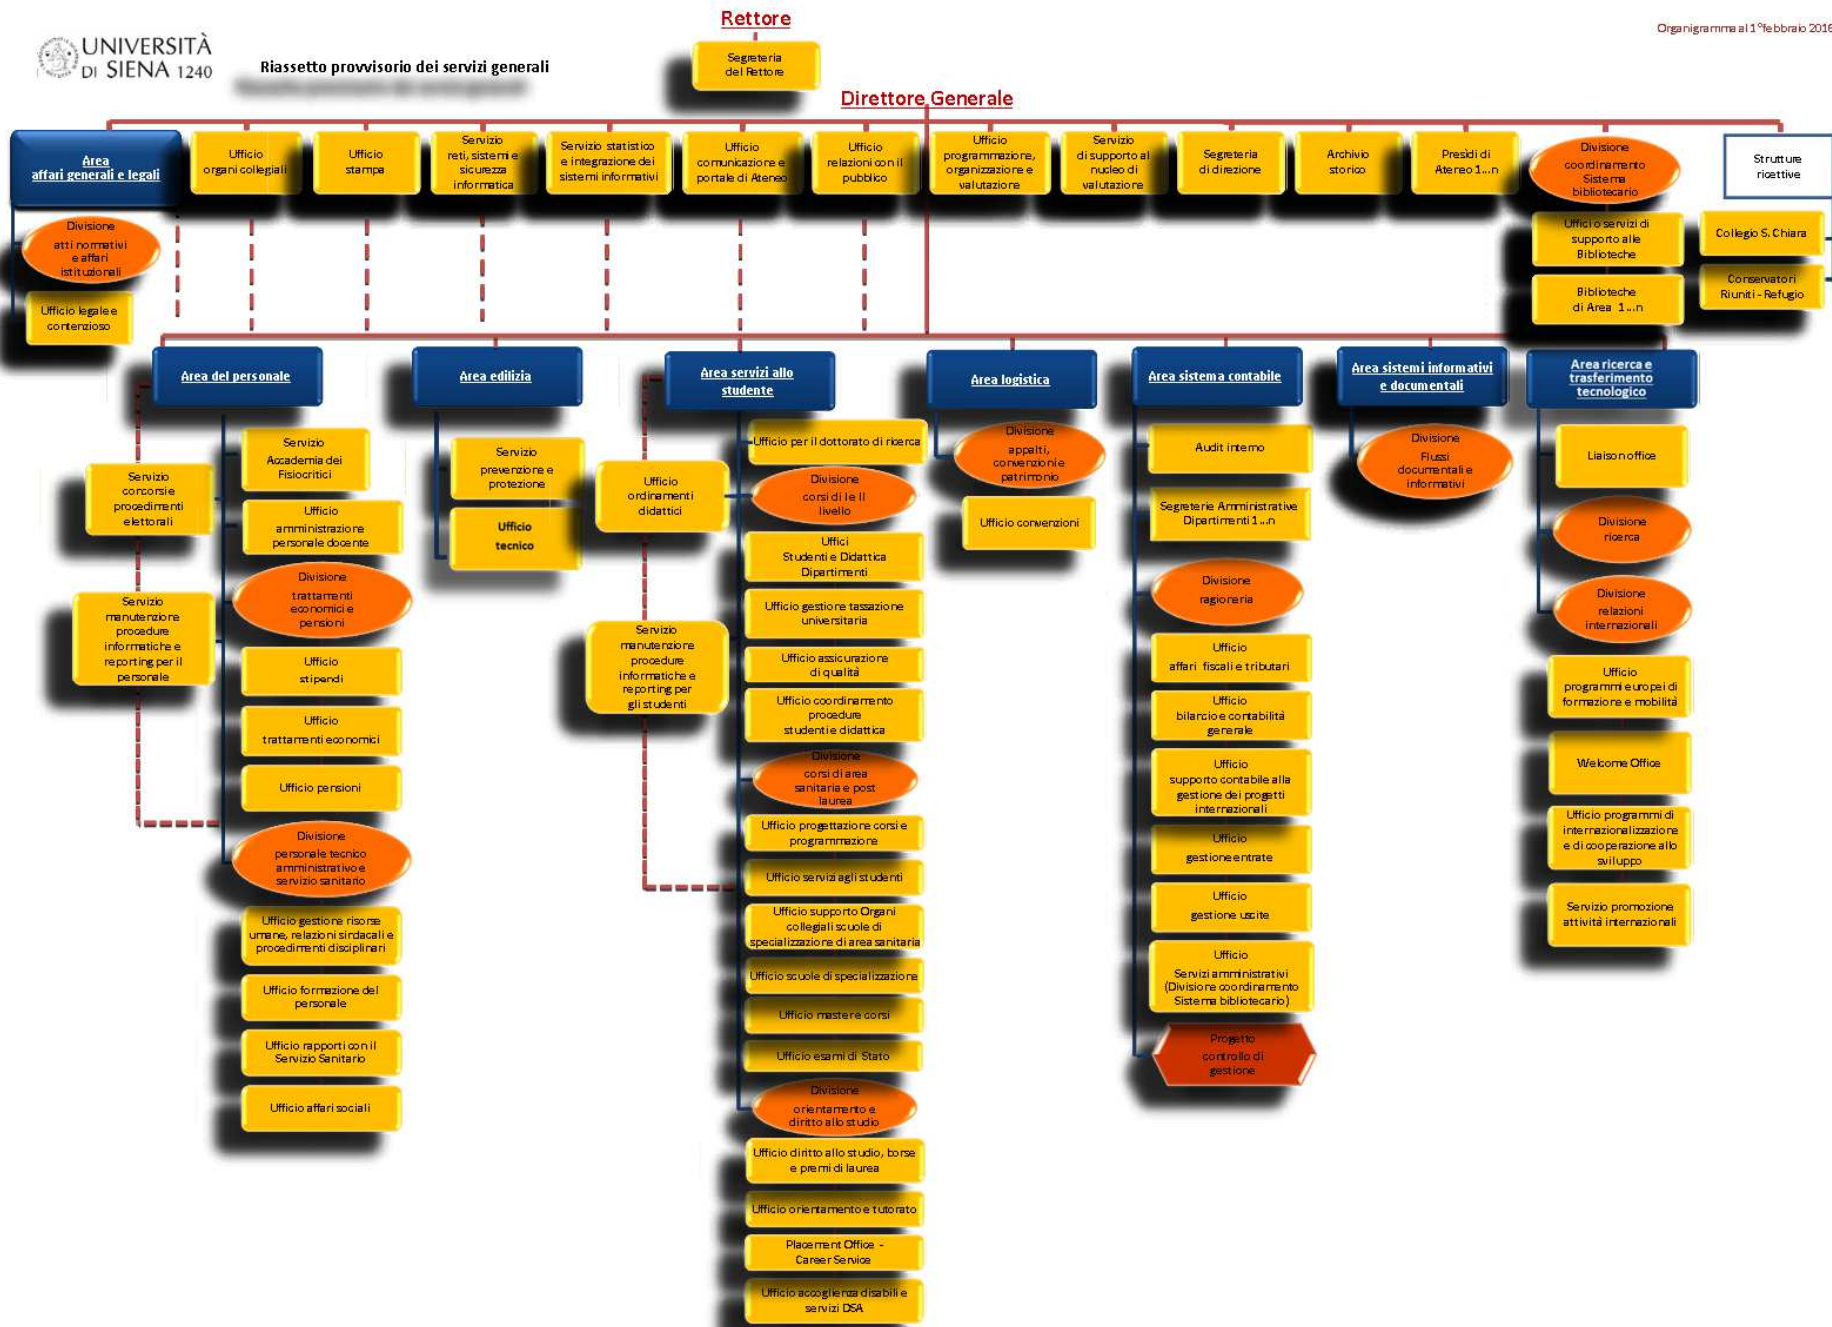 Rettore
Organigramma al 1° febbraio 2016
UNIVERSITÀ
DI SIENA 1240
Riassetto provvisorio dei servizi generali
Segreteria
del Rettore
Direttore Generale
Area
affari generali e legali
Ufficio
organi collegiali
Ufficio
stampa
Servizio
reti, sistemi e
sicurezza
informatica
Servizio statistico
e integrazione dei
sistemi informativi
Ufficio
comunicazione e
portale di Ateneo
Ufficio
relazioni con il
pubblico
Ufficio
programmazione,
organizzazione e
valutazione
Servizio
di supporto al
nucleo di
valutazione
Segreteria
di direzione
Archivio
storico
Presidi di
Ateneo 1...n
Divisione
coordinamento
Sistema
bibliotecario
Strutture
ricettive
Divisione
atti normativi
e affari
istituzionali
Ufficio legale e
contenzioso
Uffici o servizi di
supporto alle
Biblioteche
Biblioteche
di Area 1...n
Collegio S. Chiara
Conservatori
Riuniti - Refugio
Area del personale
Servizio
concorsi e
procedimenti
elettorali
Servizio
manutenzione
procedure
informatiche e
reporting per il
personale
Servizio
Accademia dei
Fisiocritici
Ufficio
amministrazione
personale docente
Divisione
trattamenti
economici e
pensioni
Ufficio
stipendi
Ufficio
trattamenti economici
Ufficio pensioni
Divisione
personale tecnico
amministrativo e
servizio sanitario
Ufficio gestione risorse
umane, relazioni sindacali e
procedimenti disciplinari
Ufficio formazione del
personale
Ufficio rapporti con il
Servizio Sanitario
Ufficio affari sociali
Area edilizia
Servizio
prevenzione e
protezione
Ufficio
tecnico
Area servizi allo
studente
Ufficio
ordinamenti
didattici
Servizio
manutenzione
procedure
informatiche e
reporting per
gli studenti
Ufficio per il dottorato di ricerca
Divisione
corsi di I e II
livello
Uffici
Studenti e Didattica
Dipartimenti
Ufficio gestione tassazione
universitaria
Ufficio assicurazione
di qualità
Ufficio coordinamento
procedure
studenti e didattica
Divisione
corsi di area
sanitaria e post
laurea
Ufficio progettazione corsi e
programmazione
Ufficio servizi agli studenti
Ufficio supporto Organi
collegiali scuole di
specializzazione di area sanitaria
Ufficio scuole di specializzazione
Ufficio master e corsi
Ufficio esami di Stato
Divisione
orientamento e
diritto allo studio
Ufficio diritto allo studio, borse
e premi di laurea
Ufficio orientamento e tutorato
Placement Office -
Career Service
Ufficio accoglienza disabili e
servizi DSA
Area logistica
Divisione
appalti,
convenzioni e
patrimonio
Ufficio convenzioni
Area sistema contabile
Audit interno
Segreterie Amministrative
Dipartimenti 1...n
Divisione
ragioneria
Ufficio
affari fiscali e tributari
Ufficio
bilancio e contabilità
generale
Ufficio
supporto contabile alla
gestione dei progetti
internazionali
Ufficio
gestione entrate
Ufficio
gestione uscite
Ufficio
Servizi amministrativi
(Divisione coordinamento
Sistema bibliotecario)
Progetto
controllo di
gestione
Area sistemi informativi
e documentali
Divisione
Flussi
documentali e
informativi
Area ricerca e
trasferimento
tecnologico
Liaison office
Divisione
ricerca
Divisione
relazioni
internazionali
Ufficio
programmi europei di
formazione e mobilità
Welcome Office
Ufficio programmi di
internazionalizzazione
e di cooperazione allo
sviluppo
Servizio promozione
attività internazionali